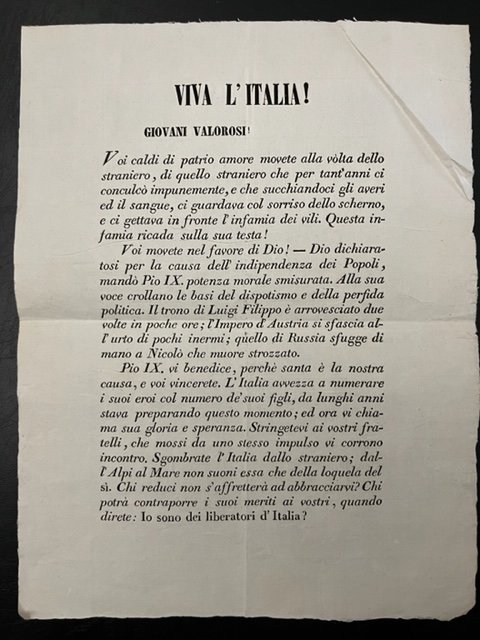 VIVA L'ITALIA!
GIOVANI VALOROSI!
Voi caldi di patrio amore movete alla vòlta dello
straniero, di quello straniero che per tant'anni ci
conculcò impunemente, e che succhiandoci gli averi
ed il sangue, ci guardava col sorriso dello scherno,
e ci gettava in fronte l'infamia dei vili. Questa in-
famia ricada sulla sua testa!
Voi movete nel favore di Dio! — Dio dichiara-
tosi per la causa dell'indipendenza dei Popoli,
mandò Pio IX. potenza morale smisurata. Alla sua
voce crollano le basi del dispotismo e della perfida
politica. Il trono di Luigi Filippo è arrovesciato due
volte in poche ore; l'Impero d'Austria si sfascia al-
l'urto di pochi inermi; quello di Russia sfugge di
mano a Nicolò che muore strozzato.
Pio IX. vi benedice, perchè santa è la nostra
causa, e voi vincerete. L'Italia avvezza a numerare
i suoi eroi col numero de'suoi figli, da lunghi anni
stava preparando questo momento; ed ora vi chia-
ma sua gloria e speranza. Stringetevi ai vostri fra-
telli, che mossi da uno stesso impulso vi corrono
incontro. Sgombrate l'Italia dallo straniero; dal-
l'Alpi al Mare non suoni essa che della loquela del
sì. Chi reduci non s'affretterà ad abbracciarvi? Chi
potrà contraporre i suoi meriti ai vostri, quando
direte: Io sono dei liberatori d'Italia?